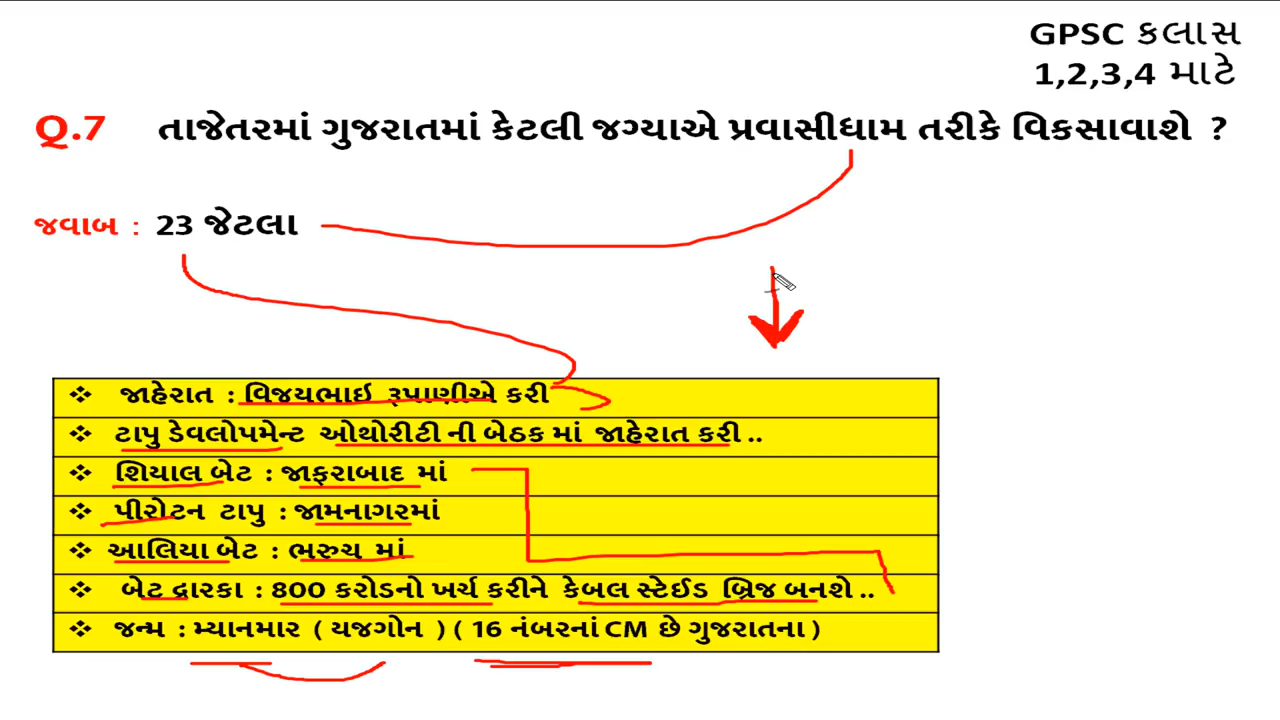 GPSC કલાસ
1,2,3,4 માટે
Q.7 તાજેતરમાં ગુજરાતમાં કેટલી જગ્યાએ પ્રવાસીધામ તરીકે વિકસાવાશે ?
જવાબ : 23 જેટલા
❖ જાહેરાત : વિજયભાઇ રૂપાણીએ કરી
❖ ટાપુ ડેવલોપમેન્ટ ઓથોરીટી ની બેઠક માં જાહેરાત કરી ..
❖ શિયાલ બેટ : જાફરાબાદ માં
❖ પીરોટન ટાપુ : જામનાગરમાં
❖ આલિયા બેટ : ભરુચ માં
❖ બેટ દ્વારકા : 800 કરોડનો ખર્ચ કરીને કેબલ સ્ટેઈડ બ્રિજ બનશે ..
❖ જન્મ : મ્યાનમાર ( યજગોન ) ( 16 નંબરનાં CM છે ગુજરાતના )